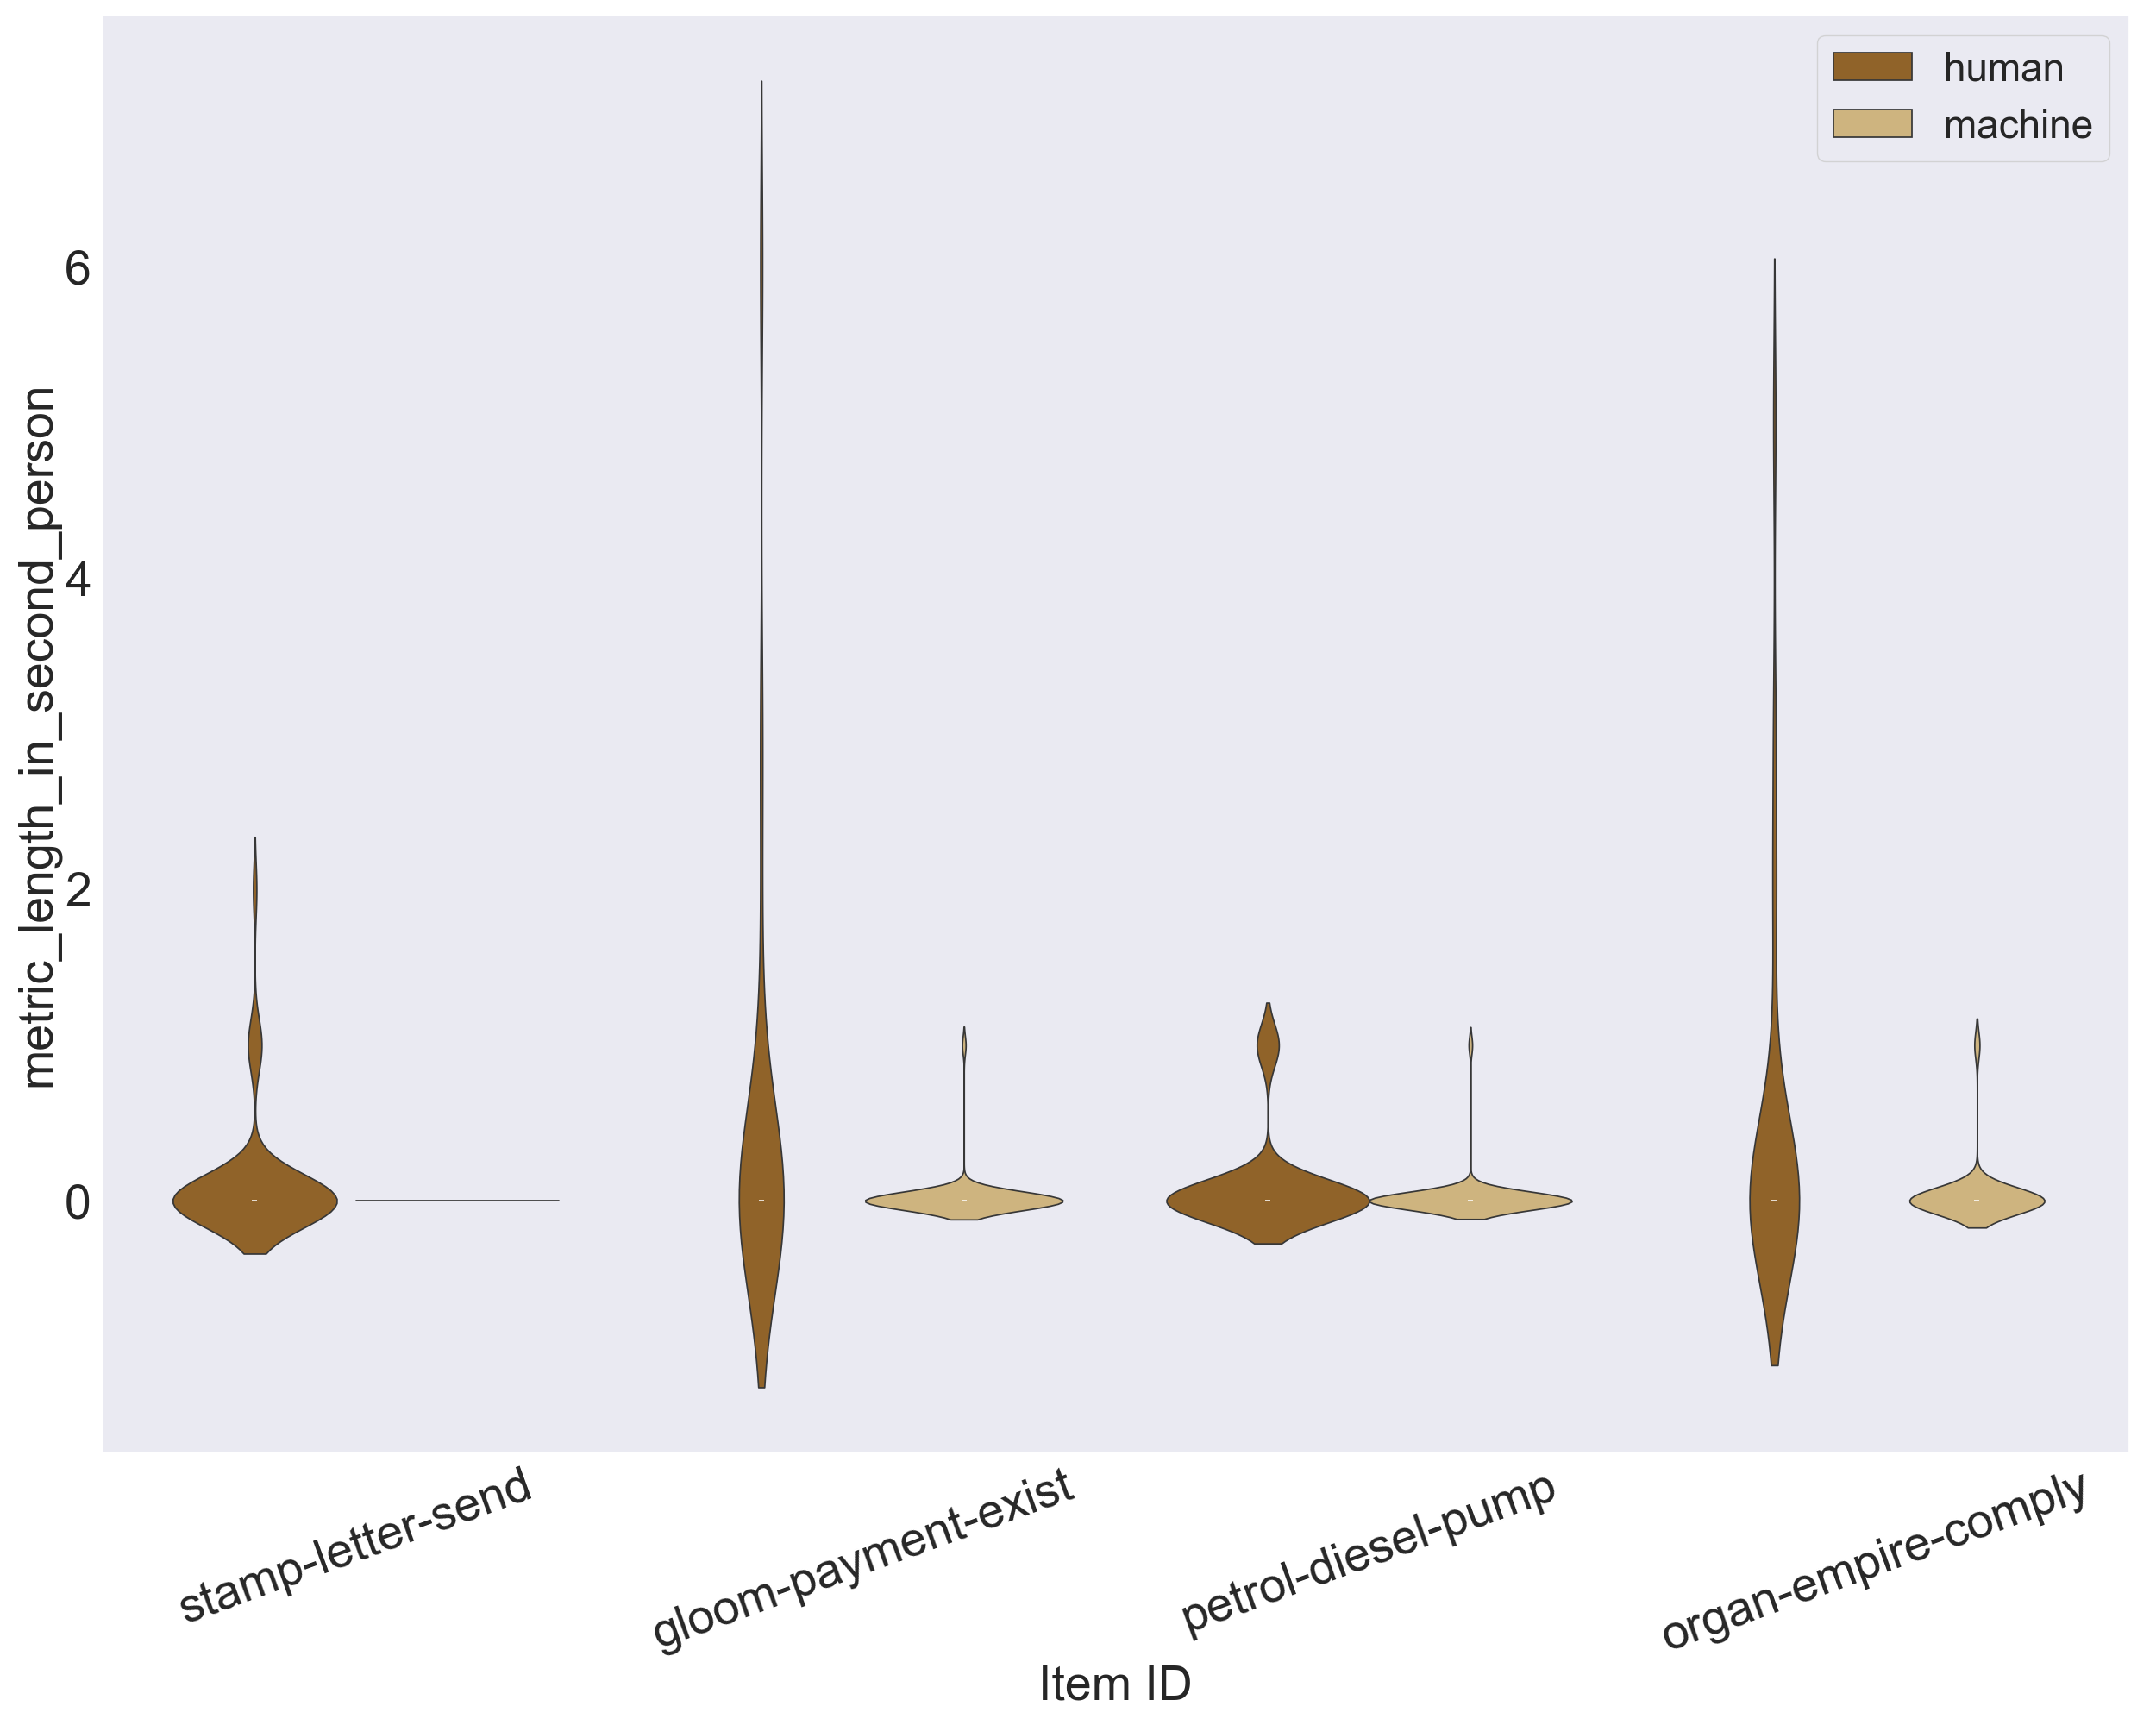 human
machine
metric_length_in_second_person
6
4
2
0
stamp-letter-send
gloom-payment-exist
petrol-diesel-pump
organ-empire-comply
Item ID